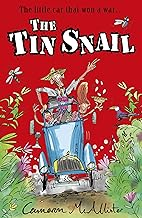 The little car that won a war...
THE
TIN SNAIL
Cameron McAllister